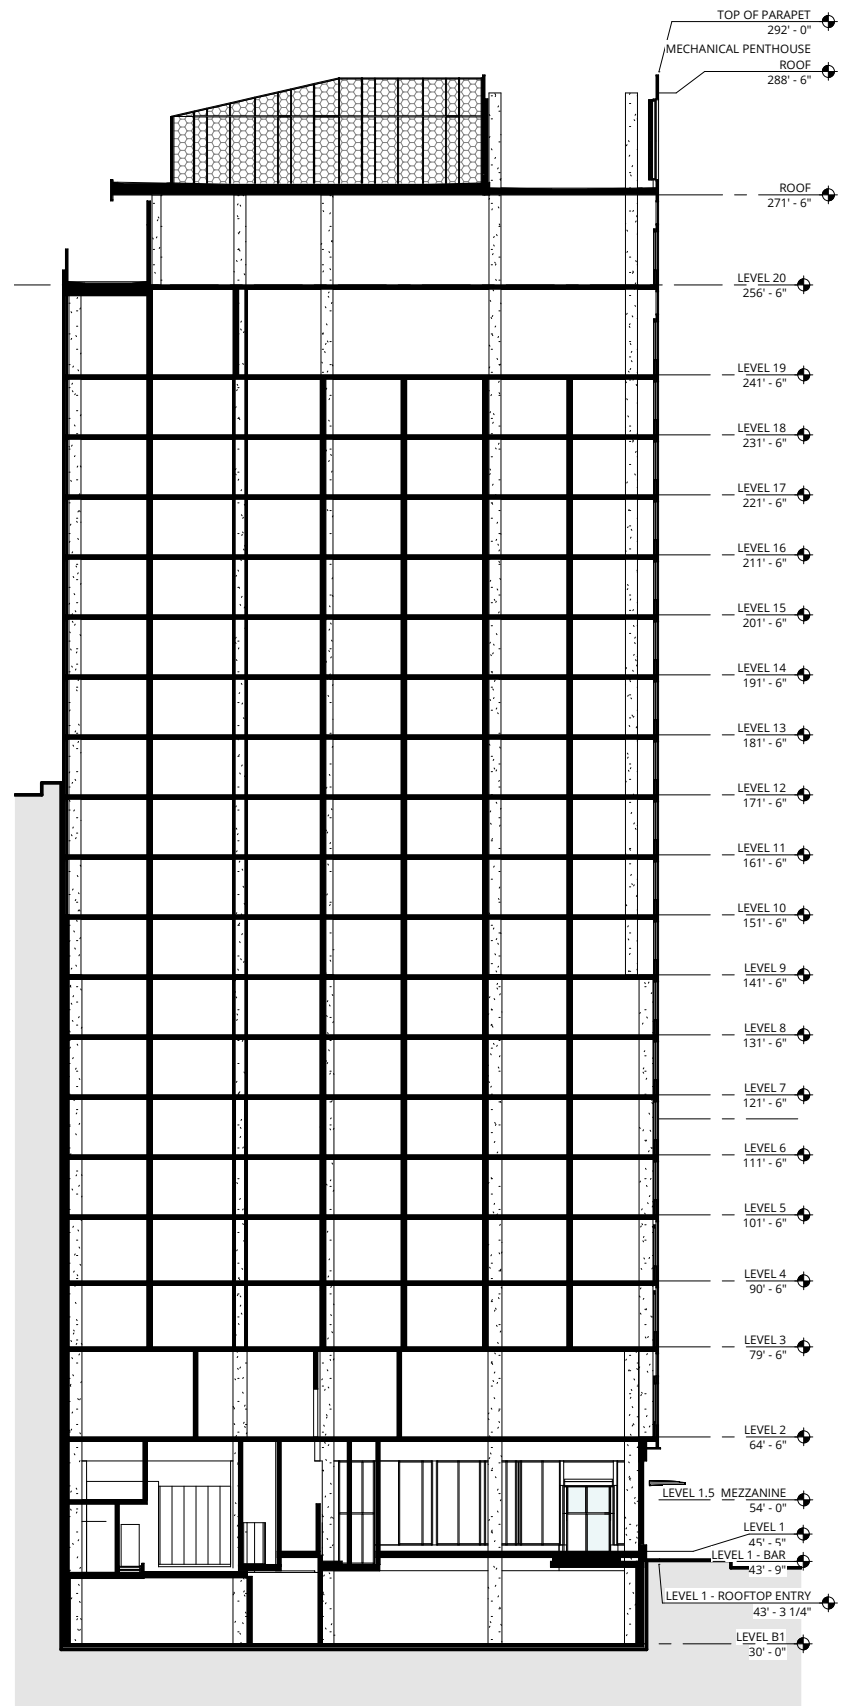 TOP OF PARAPET
292' - 0"
MECHANICAL PENTHOUSE
ROOF
288' - 6"
ROOF
271' - 6"
LEVEL 20
256' - 6"
LEVEL 19
241' - 6"
LEVEL 18
231' - 6"
LEVEL 17
221' - 6"
LEVEL 16
211' - 6"
LEVEL 15
201' - 6"
LEVEL 14
191' - 6"
LEVEL 13
181' - 6"
LEVEL 12
171' - 6"
LEVEL 11
161' - 6"
LEVEL 10
151' - 6"
LEVEL 9
141' - 6"
LEVEL 8
131' - 6"
LEVEL 7
121' - 6"
LEVEL 6
111' - 6"
LEVEL 5
101' - 6"
LEVEL 4
90' - 6"
LEVEL 3
79' - 6"
LEVEL 2
64' - 6"
LEVEL 1.5 MEZZANINE
54' - 0"
LEVEL 1
45' - 5"
LEVEL 1 - BAR
43' - 9"
LEVEL 1 - ROOFTOP ENTRY
43' - 3 1/4"
LEVEL B1
30' - 0"